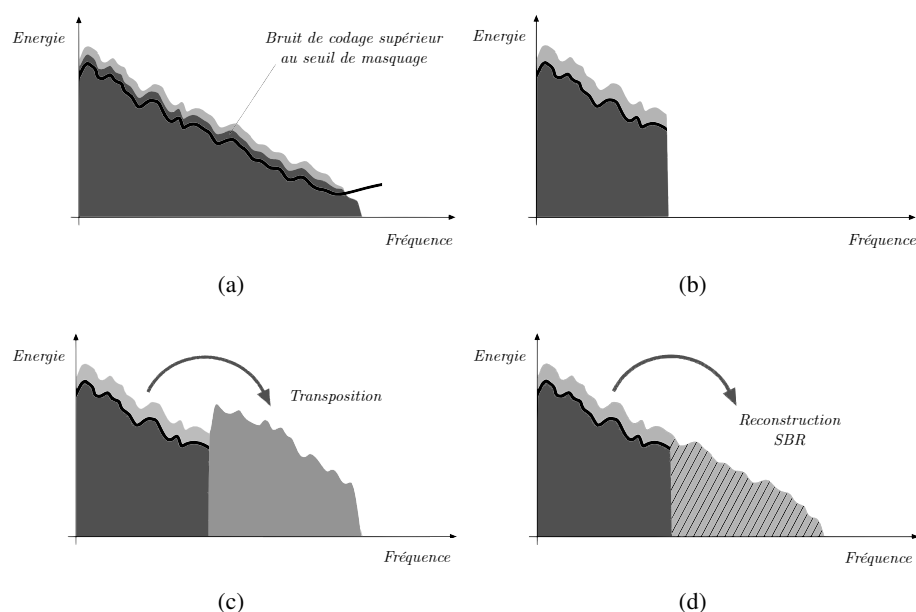 Energie
Bruit de codage supérieur
au seuil de masquage
Fréquence
(a)
Energie
Fréquence
(b)
Energie
Transposition
Fréquence
(c)
Energie
Reconstruction
SBR
Fréquence
(d)